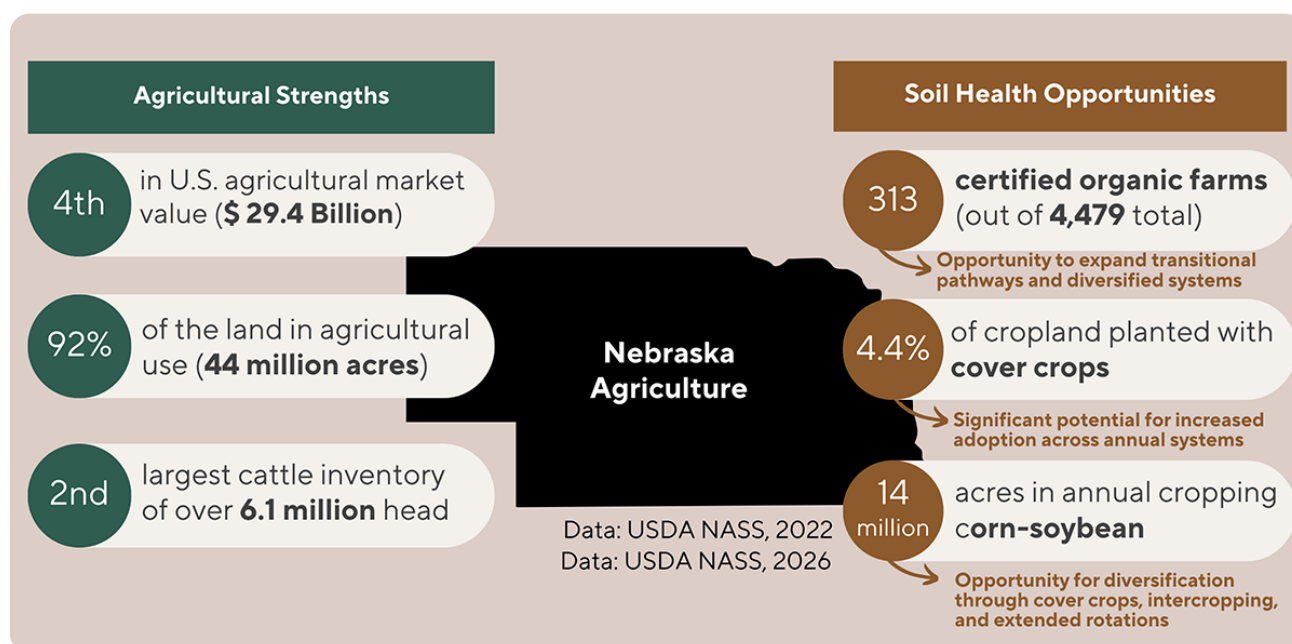 Agricultural Strengths
4th
in U.S. agricultural market
value ($ 29.4 Billion)
92%
of the land in agricultural
use (44 million acres)
2nd
largest cattle inventory
of over 6.1 million head
Nebraska
Agriculture
Data: USDA NASS, 2022
Data: USDA NASS, 2026
Soil Health Opportunities
313
certified organic farms
(out of 4,479 total)
Opportunity to expand transitional
pathways and diversified systems
4.4%
of cropland planted with
cover crops
Significant potential for increased
adoption across annual systems
14
million
acres in annual cropping
corn-soybean
Opportunity for diversification
through cover crops, intercropping,
and extended rotations